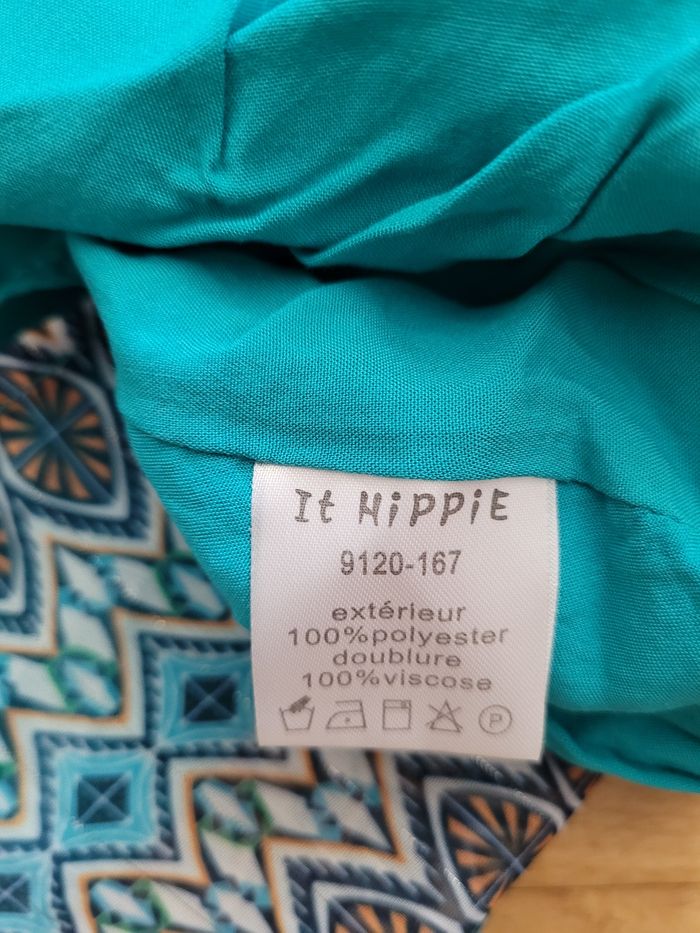 It HiPPiE
9120-167
extérieur
100%polyester
doublure
100%viscose
P